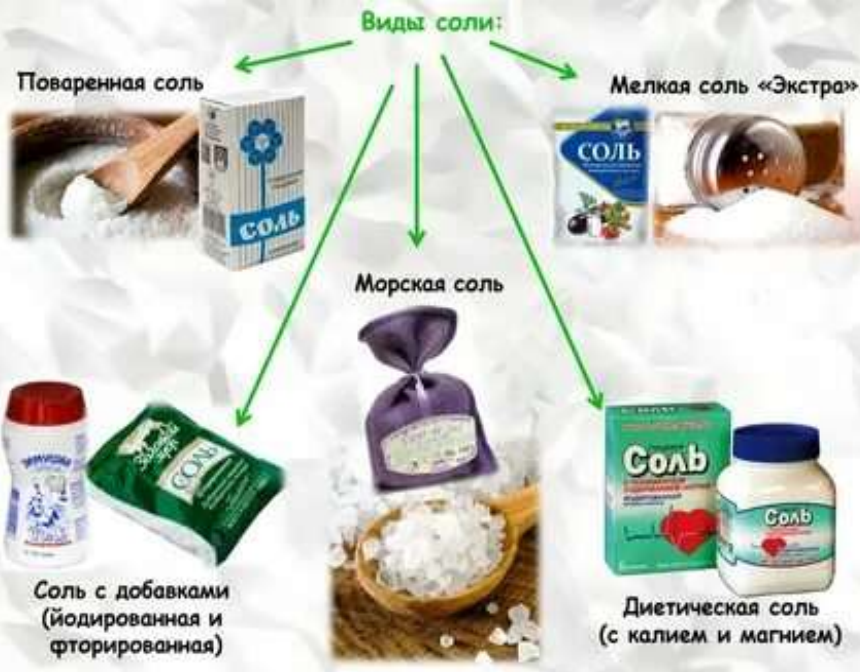 Виды соли:
Поваренная соль
Мелкая соль «Экстра»
СОЛЬ
СОЛЬ
Морская соль
СОЛЬ
Соль
Соль
Соль с добавками
(йодированная и
фторированная)
Диетическая соль
(с калием и магнием)